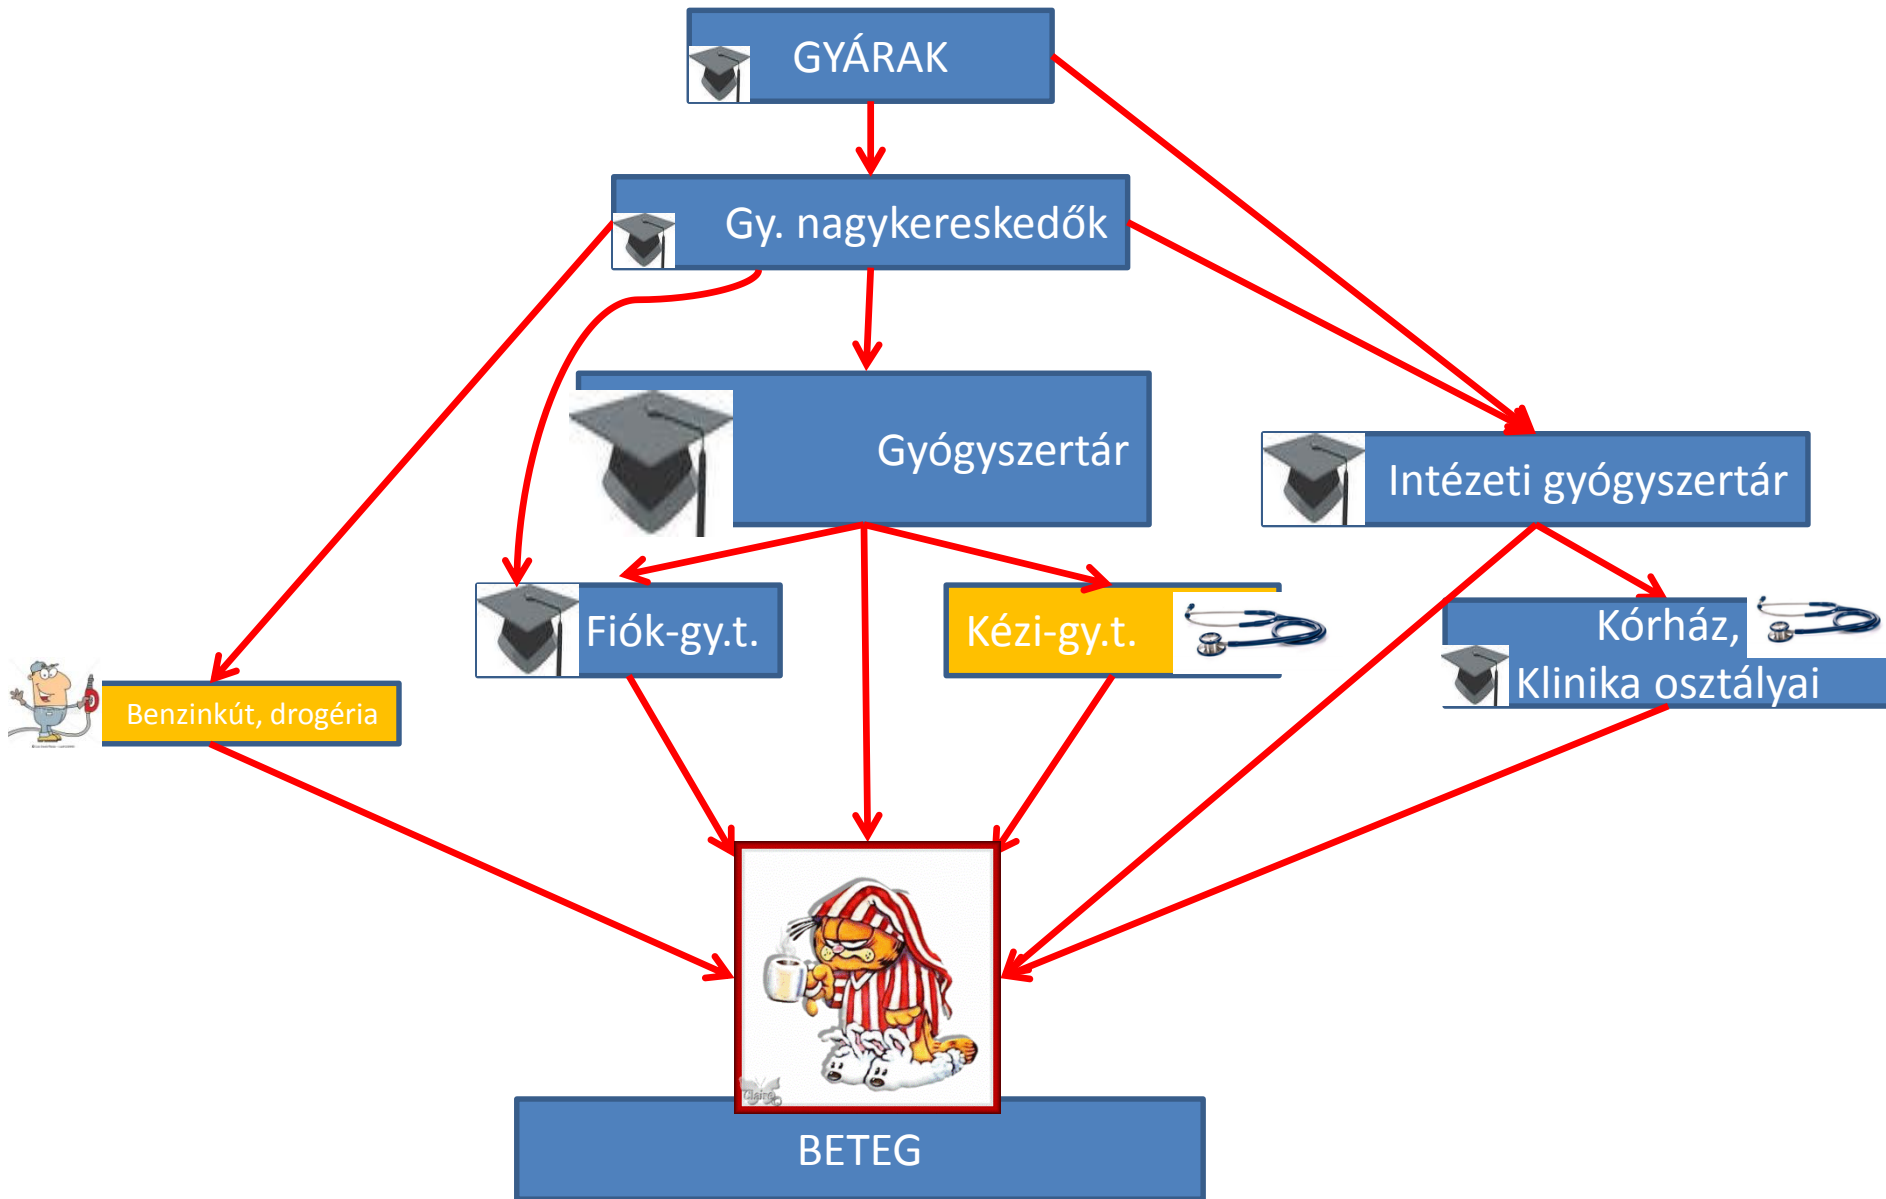 GYÁRAK
Gy. nagykereskedők
Gyógyszertár
Intézeti gyógyszertár
Fiók-gy.t.
Kézi-gy.t.
Kórház,
Klinika osztályai
Benzinkút, drogéria
BETEG